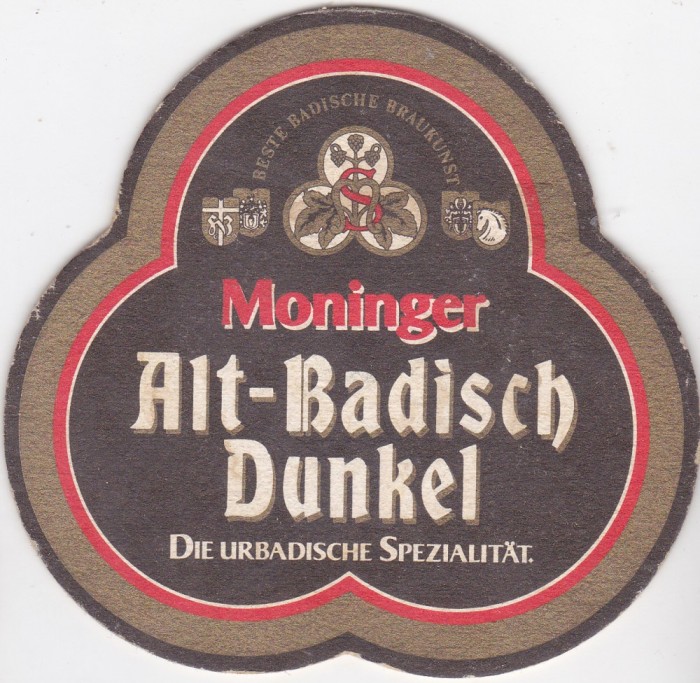 BESTE BADISCHE BRAUKUNST
Moninger
Alt-Badisch
Dunkel
DIE URBADISCHE SPEZIALITÄT.